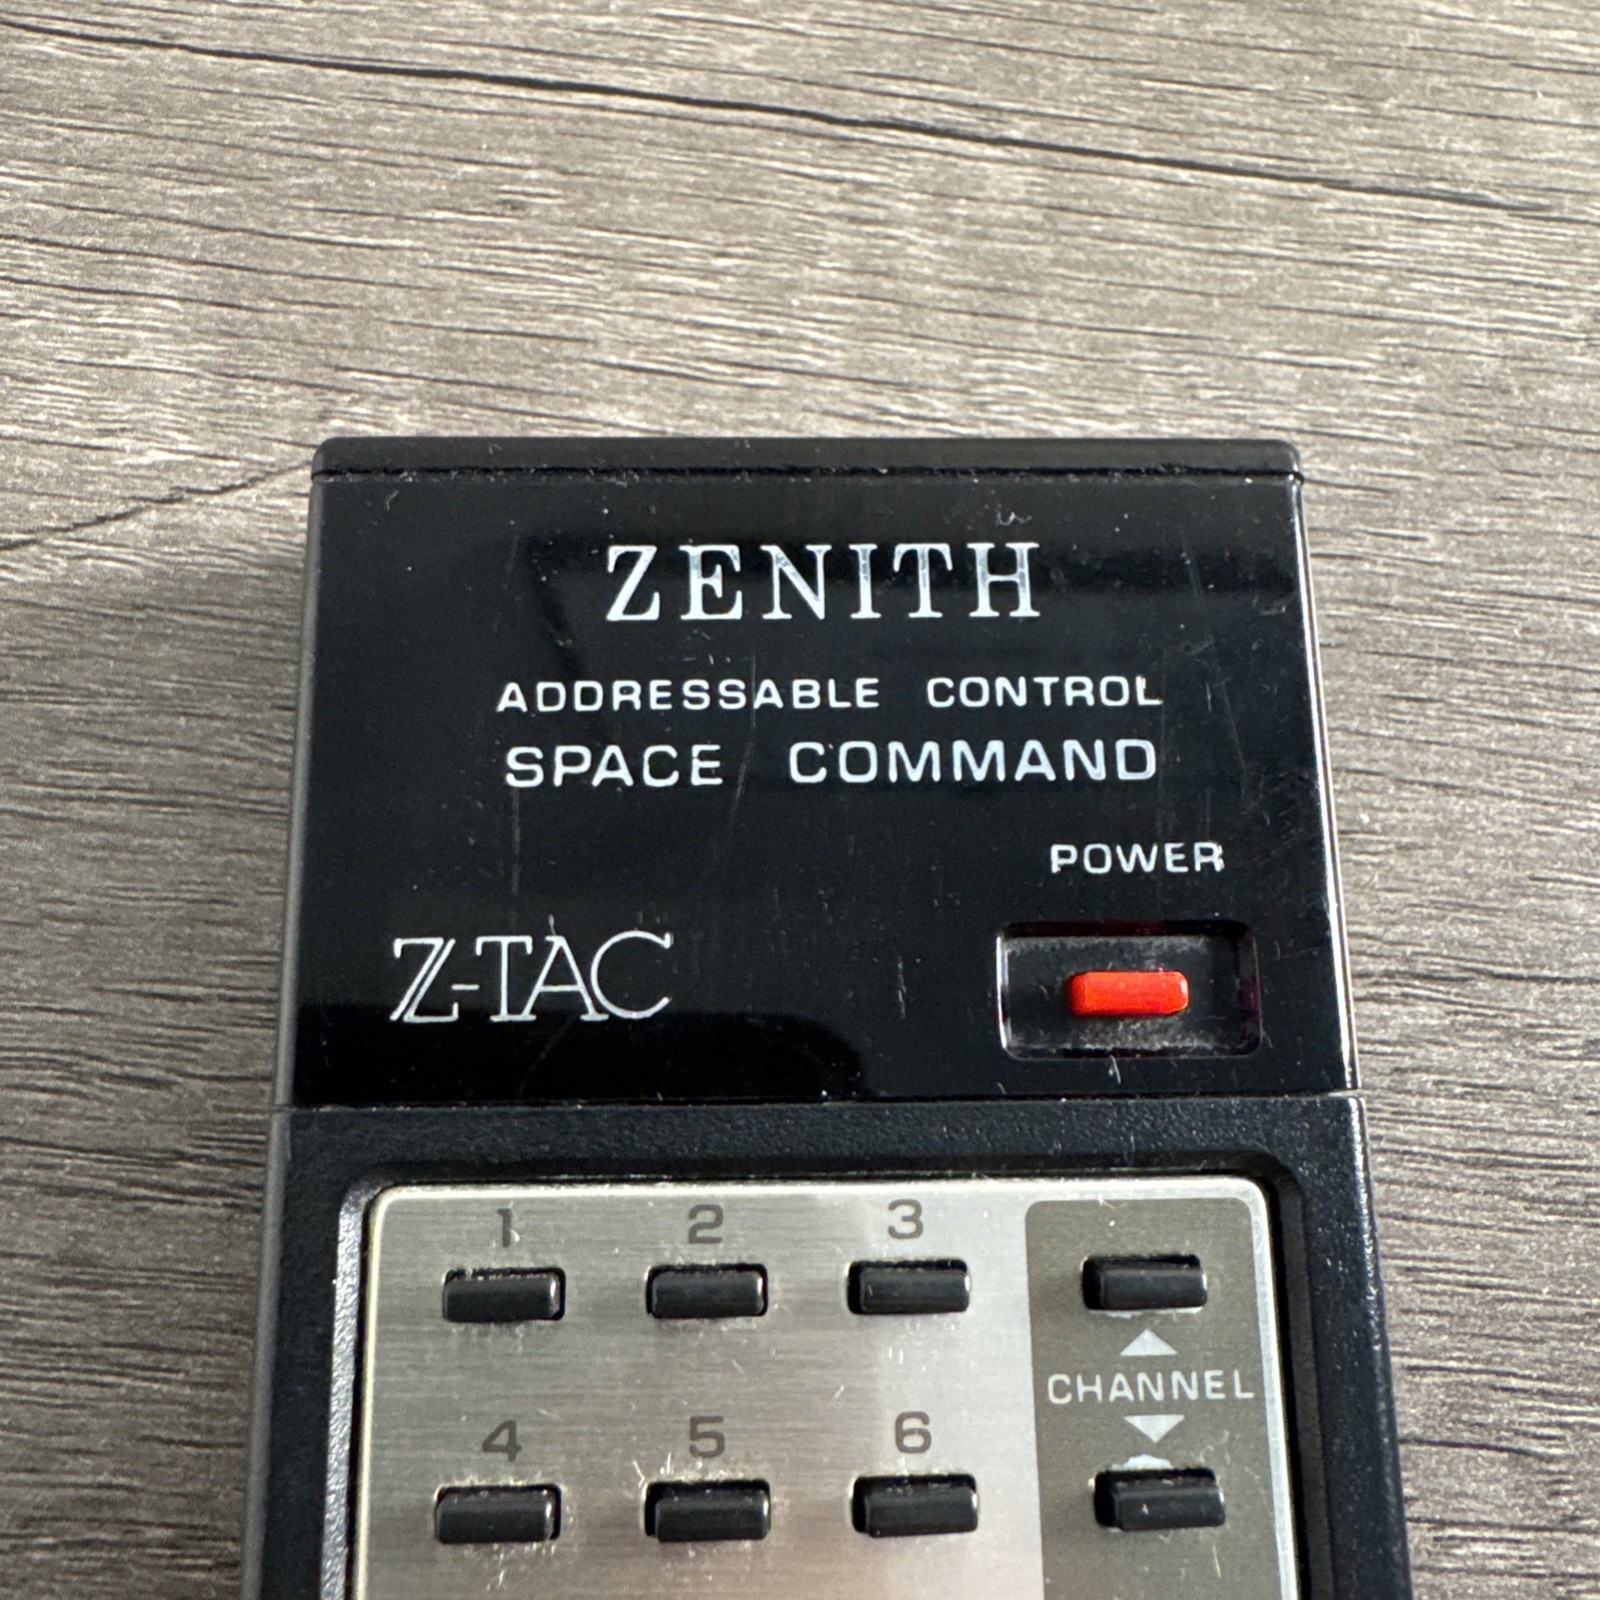 ZENITH
ADDRESSABLE CONTROL
SPACE COMMAND
POWER
Z-TAC
1 2 3
CHANNEL
4 5 6